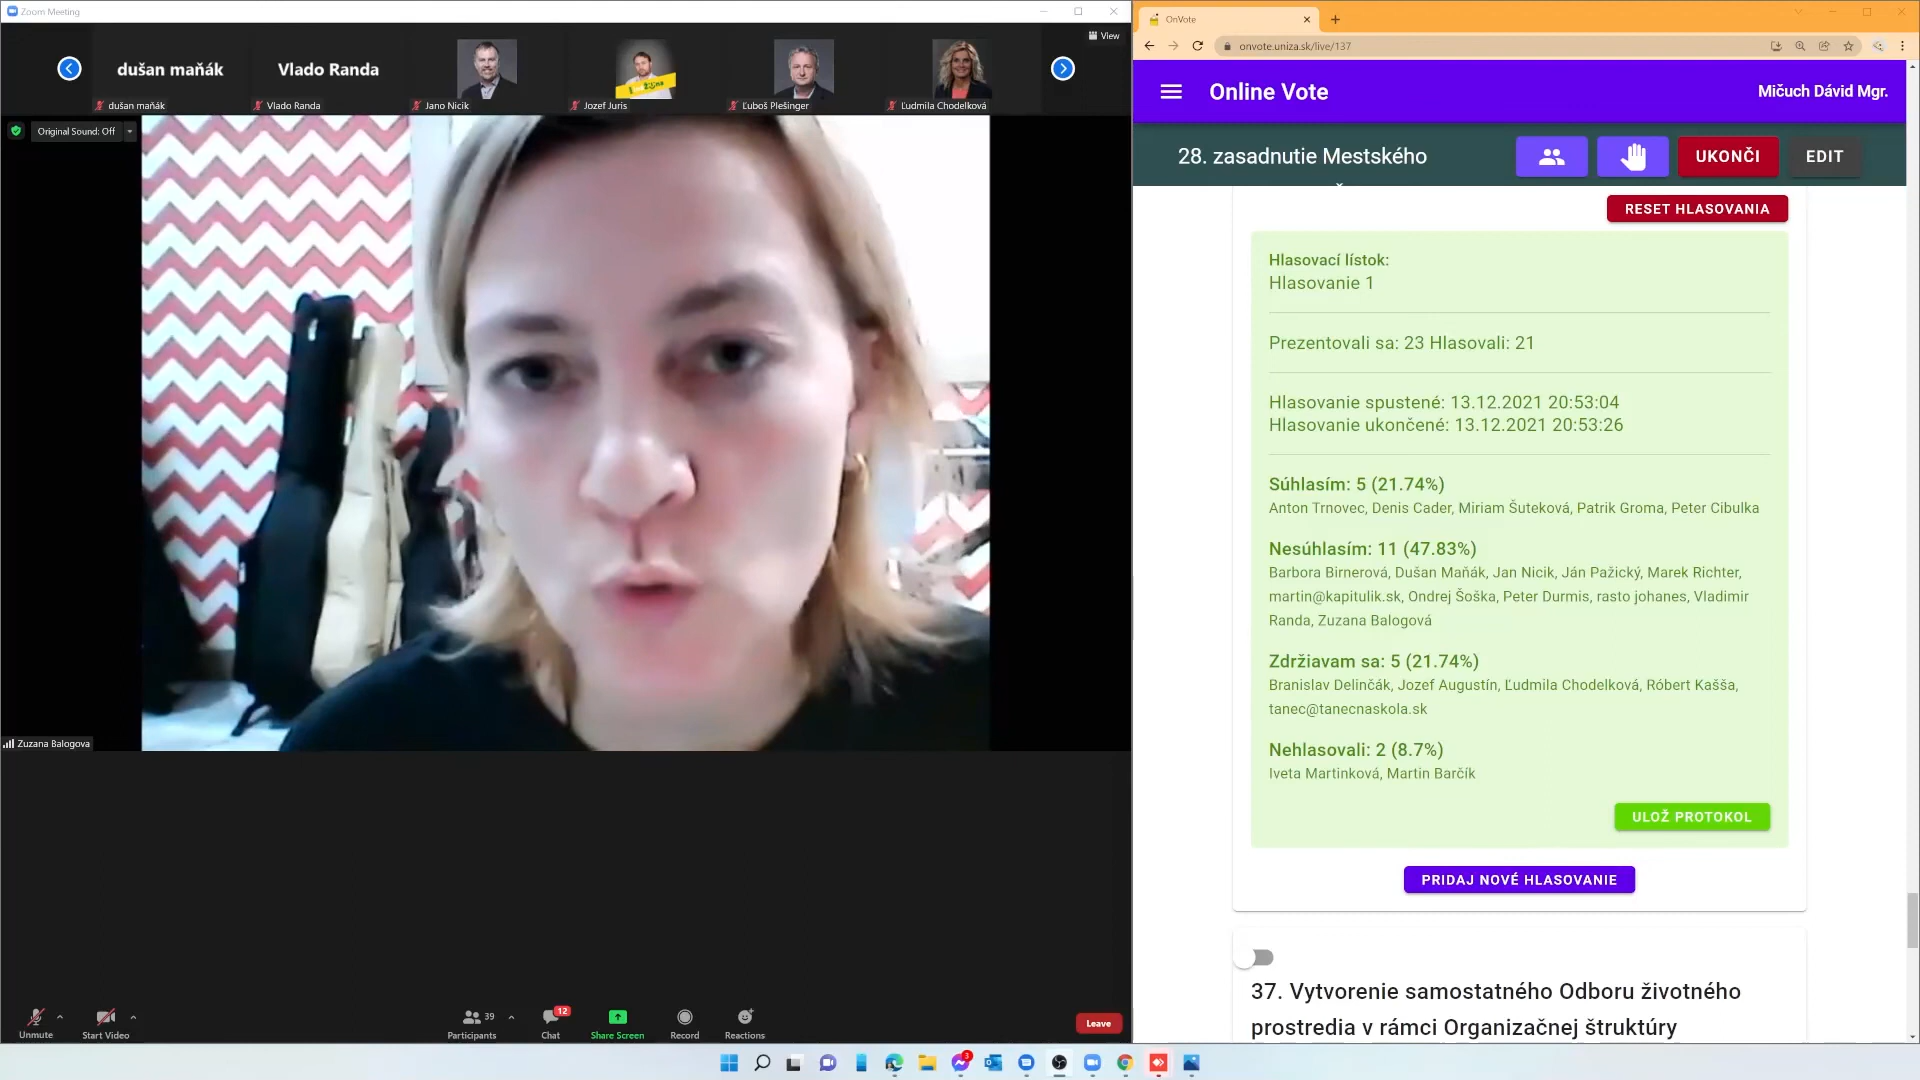 Zoom Meeting
View
dušan maňák
Vlado Randa
dušan maňák
Vlado Randa
Jano Nicik
Jozef Juris
Ľuboš Plešinger
Ľudmila Chodelková
Original Sound: Off
Zuzana Balogova
Unmute
Start Video
39
Participants
12
Chat
Share Screen
Record
Reactions
Leave
OnVote
onvote.uniza.sk/live/137
Online Vote
Mičuch Dávid Mgr.
28. zasadnutie Mestského
UKONČI
EDIT
RESET HLASOVANIA
Hlasovací lístok:
Hlasovanie 1
Prezentovali sa: 23 Hlasovali: 21
Hlasovanie spustené: 13.12.2021 20:53:04
Hlasovanie ukončené: 13.12.2021 20:53:26
Súhlasím: 5 (21.74%)
Anton Trnovec, Denis Cader, Miriam Šuteková, Patrik Groma, Peter Cibulka
Nesúhlasím: 11 (47.83%)
Barbora Birnerová, Dušan Maňák, Jan Nicik, Ján Pažický, Marek Richter,
martin@kapitulik.sk, Ondrej Šoška, Peter Durmis, rasto johanes, Vladimir
Randa, Zuzana Balogová
Zdržiavam sa: 5 (21.74%)
Branislav Delinčák, Jozef Augustín, Ľudmila Chodelková, Róbert Kašša,
tanec@tanecnaskola.sk
Nehlasovali: 2 (8.7%)
Iveta Martinková, Martin Barčík
ULOŽ PROTOKOL
PRIDAJ NOVÉ HLASOVANIE
37. Vytvorenie samostatného Odboru životného
prostredia v rámci Organizačnej štruktúry
3